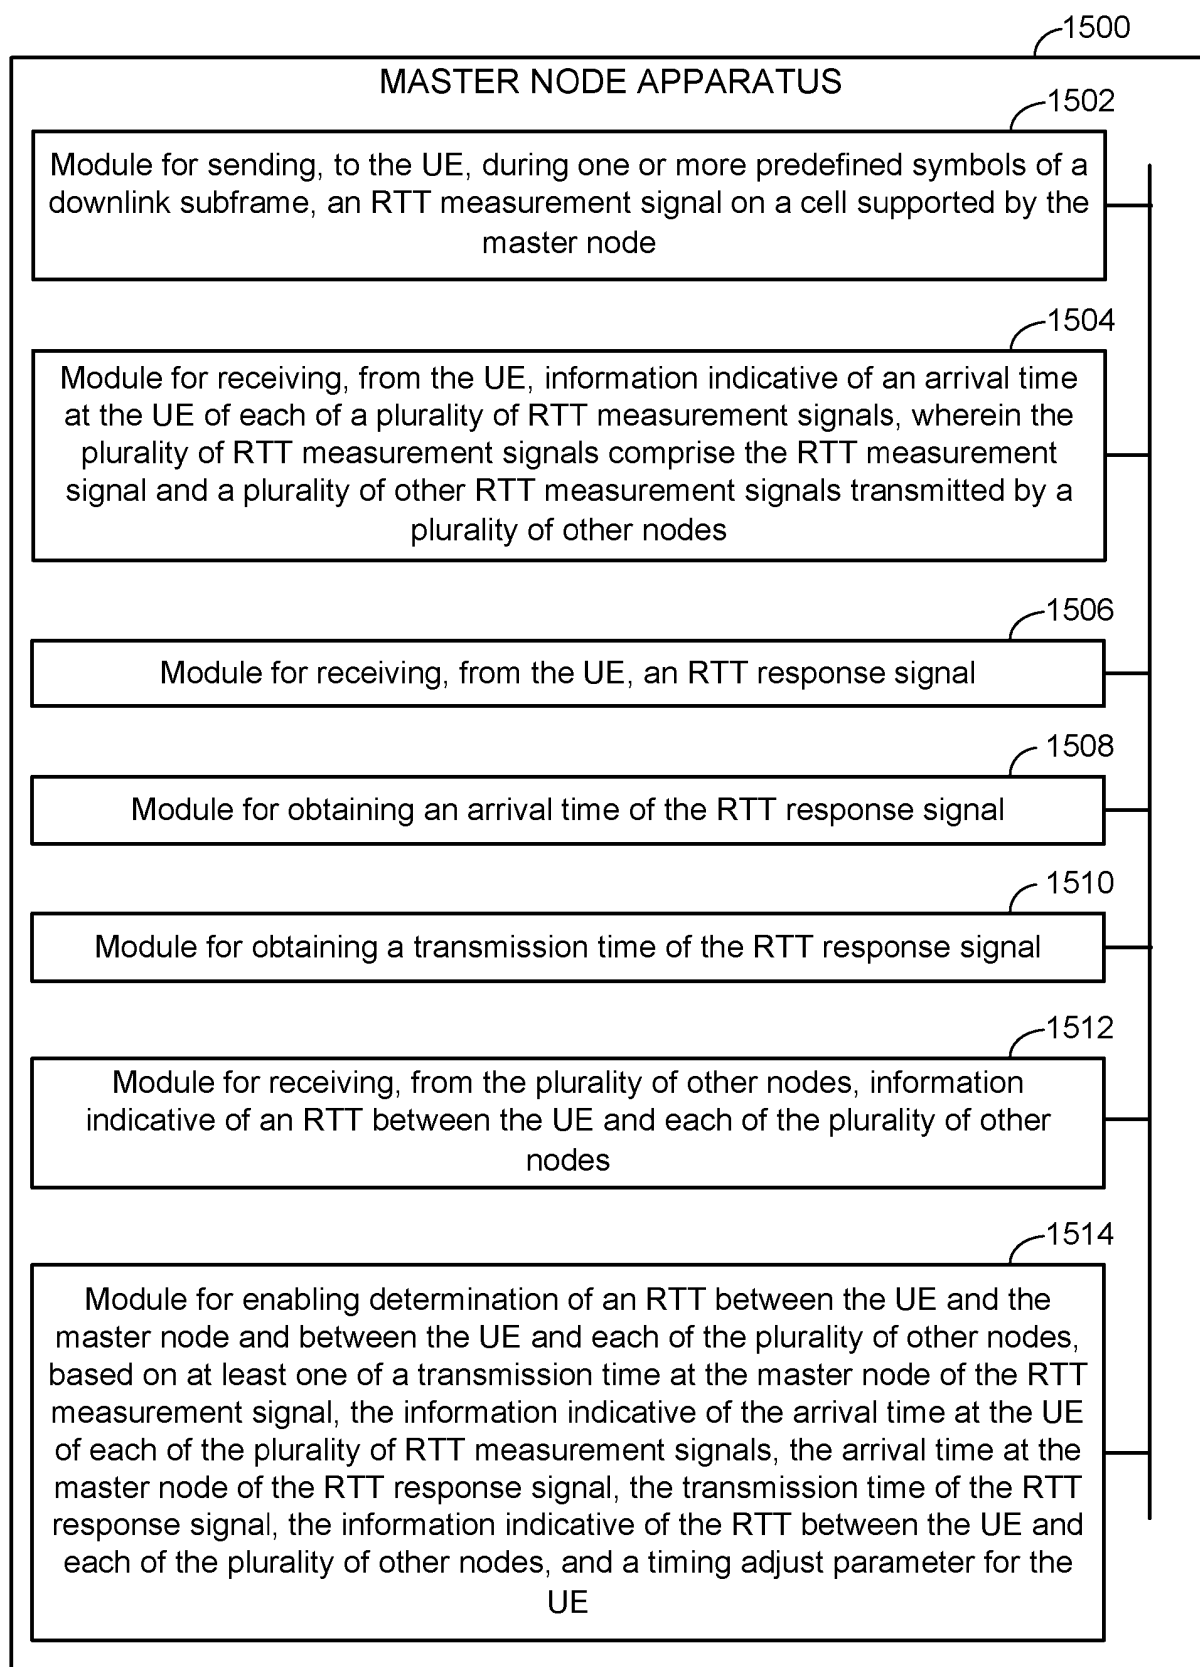 1500
MASTER NODE APPARATUS
1502
Module for sending, to the UE, during one or more predefined symbols of a
downlink subframe, an RTT measurement signal on a cell supported by the
master node
1504
Module for receiving, from the UE, information indicative of an arrival time
at the UE of each of a plurality of RTT measurement signals, wherein the
plurality of RTT measurement signals comprise the RTT measurement
signal and a plurality of other RTT measurement signals transmitted by a
plurality of other nodes
1506
Module for receiving, from the UE, an RTT response signal
1508
Module for obtaining an arrival time of the RTT response signal
1510
Module for obtaining a transmission time of the RTT response signal
1512
Module for receiving, from the plurality of other nodes, information
indicative of an RTT between the UE and each of the plurality of other
nodes
1514
Module for enabling determination of an RTT between the UE and the
master node and between the UE and each of the plurality of other nodes,
based on at least one of a transmission time at the master node of the RTT
measurement signal, the information indicative of the arrival time at the UE
of each of the plurality of RTT measurement signals, the arrival time at the
master node of the RTT response signal, the transmission time of the RTT
response signal, the information indicative of the RTT between the UE and
each of the plurality of other nodes, and a timing adjust parameter for the
UE